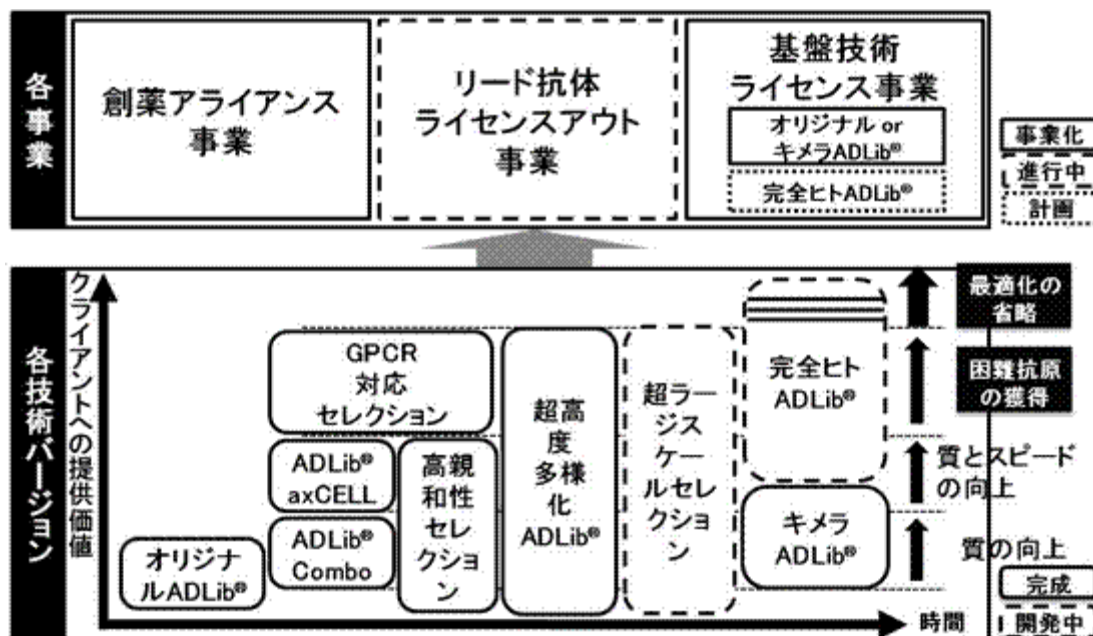 各事業
創薬アライアンス
事業
リード抗体
ライセンスアウト
事業
基盤技術
ライセンス事業
オリジナル or
キメラADLib®
完全ヒトADLib®
事業化
進行中
計画
各技術バージョン
クライアントへの提供価値
オリジナ
ルADLib®
GPCR
対応
セレクション
ADLib®
axCELL
ADLib®
Combo
高親
和性
セレ
クショ
ン
超高
度
多様
化
ADLib®
超ラー
ジス
ケー
ルセレ
クショ
ン
完全ヒト
ADLib®
キメラ
ADLib®
最適化の
省略
困難抗原
の獲得
質とスピード
の向上
質の向上
時間
完成
開発中